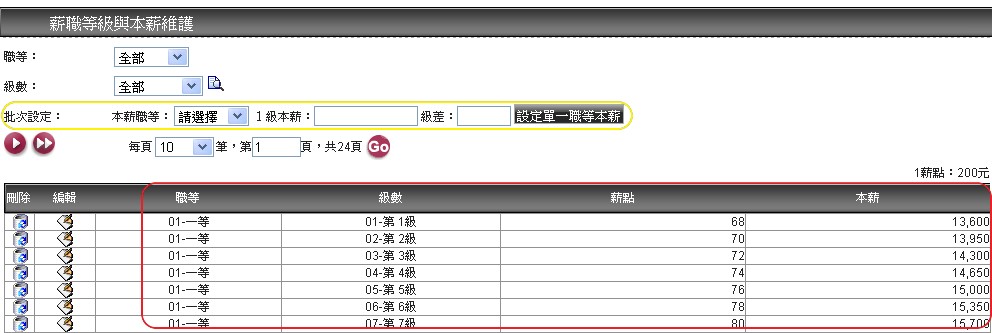 薪職等級與本薪維護
職等： 全部
級數： 全部
批次設定： 本薪職等： 請選擇 1 級本薪： 級差： 設定單一職等本薪
每頁 10 筆，第 1 頁，共24頁 Go
1薪點：200元
刪除 編輯 職等 級數 薪點 本薪
01-一等 01-第 1級 68 13,600
01-一等 02-第 2級 70 13,950
01-一等 03-第 3級 72 14,300
01-一等 04-第 4級 74 14,650
01-一等 05-第 5級 76 15,000
01-一等 06-第 6級 78 15,350
01-一等 07-第 7級 80 15,700